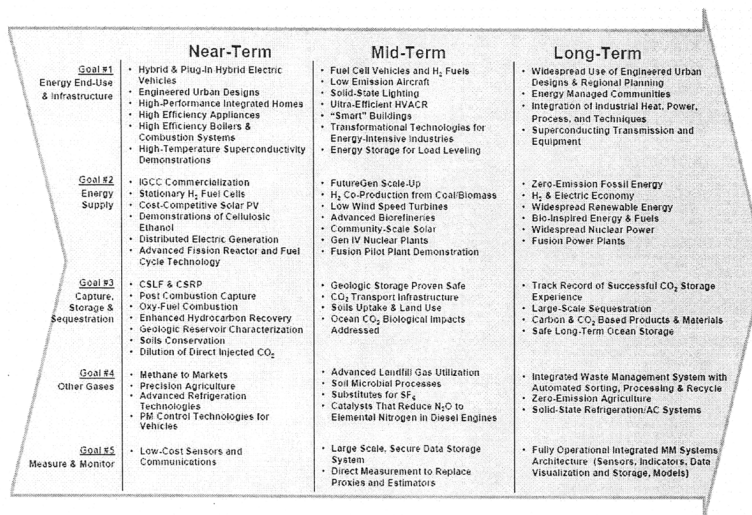 Near-Term
Mid-Term
Long-Term
Goal #1
Energy End-Use
& Infrastructure
• Hybrid & Plug-In Hybrid Electric
Vehicles
• Engineered Urban Designs
• High-Performance Integrated Homes
• High Efficiency Appliances
• High Efficiency Boilers &
Combustion Systems
• High-Temperature Superconductivity
Demonstrations
• Fuel Cell Vehicles and H₂ Fuels
• Low Emission Aircraft
• Solid-State Lighting
• Ultra-Efficient HVACR
• "Smart" Buildings
• Transformational Technologies for
Energy-Intensive Industries
• Energy Storage for Load Leveling
• Widespread Use of Engineered Urban
Designs & Regional Planning
• Energy Managed Communities
• Integration of Industrial Heat, Power,
Process, and Techniques
• Superconducting Transmission and
Equipment
Goal #2
Energy
Supply
• IGCC Commercialization
• Stationary H₂ Fuel Cells
• Cost-Competitive Solar PV
• Demonstrations of Cellulosic
Ethanol
• Distributed Electric Generation
• Advanced Fission Reactor and Fuel
Cycle Technology
• FutureGen Scale-Up
• H₂ Co-Production from Coal/Biomass
• Low Wind Speed Turbines
• Advanced Biorefineries
• Community-Scale Solar
• Gen IV Nuclear Plants
• Fusion Pilot Plant Demonstration
• Zero-Emission Fossil Energy
• H₂ & Electric Economy
• Widespread Renewable Energy
• Bio-Inspired Energy & Fuels
• Widespread Nuclear Power
• Fusion Power Plants
Goal #3
Capture,
Storage &
Sequestration
• CSLF & CSRP
• Post Combustion Capture
• Oxy-Fuel Combustion
• Enhanced Hydrocarbon Recovery
• Geologic Reservoir Characterization
• Soils Conservation
• Dilution of Direct Injected CO₂
• Geologic Storage Proven Safe
• CO₂ Transport Infrastructure
• Soils Uptake & Land Use
• Ocean CO₂ Biological Impacts
Addressed
• Track Record of Successful CO₂ Storage
Experience
• Large-Scale Sequestration
• Carbon & CO₂ Based Products & Materials
• Safe Long-Term Ocean Storage
Goal #4
Other Gases
• Methane to Markets
• Precision Agriculture
• Advanced Refrigeration
Technologies
• PM Control Technologies for
Vehicles
• Advanced Landfill Gas Utilization
• Soil Microbial Processes
• Substitutes for SF₆
• Catalysts That Reduce N₂O to
Elemental Nitrogen in Diesel Engines
• Integrated Waste Management System with
Automated Sorting, Processing & Recycle
• Zero-Emission Agriculture
• Solid-State Refrigeration/AC Systems
Goal #5
Measure & Monitor
• Low-Cost Sensors and
Communications
• Large Scale, Secure Data Storage
System
• Direct Measurement to Replace
Proxies and Estimators
• Fully Operational Integrated MM Systems
Architecture (Sensors, Indicators, Data
Visualization and Storage, Models)